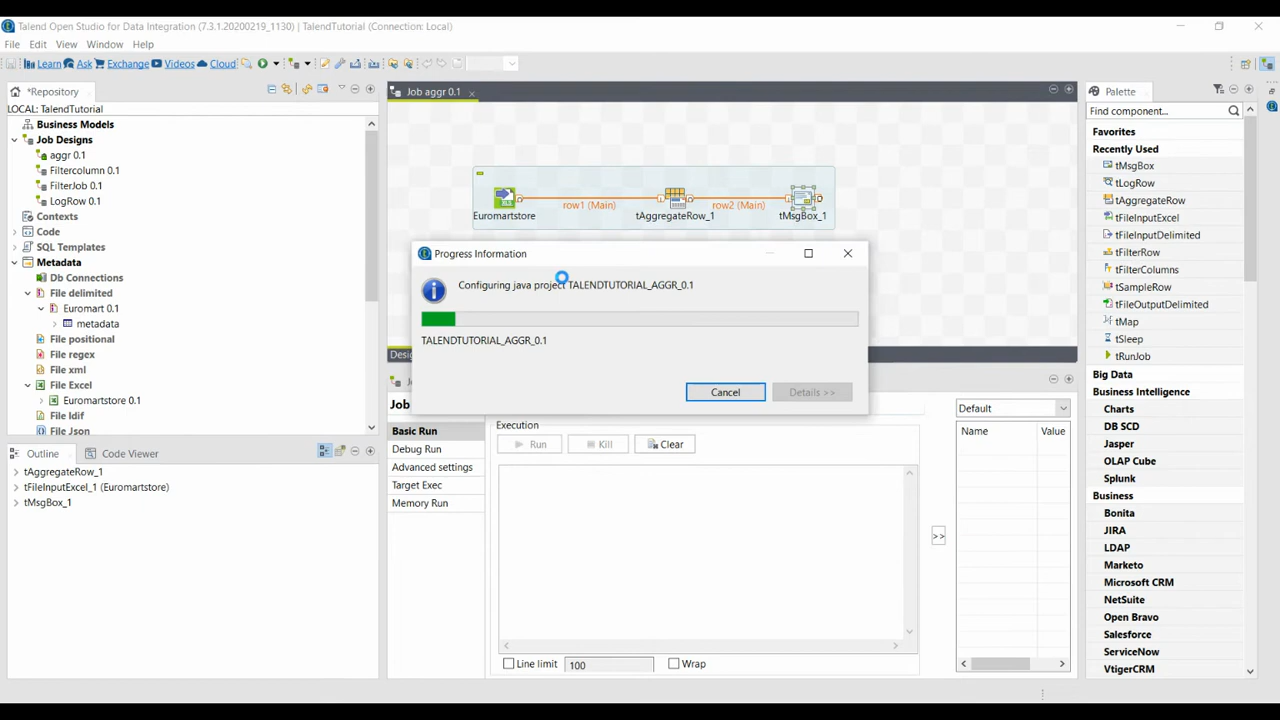 Talend Open Studio for Data Integration (7.3.1.20200219_1130) | TalendTutorial (Connection: Local)
File Edit View Window Help
Learn Ask Exchange Videos Cloud
*Repository
LOCAL: TalendTutorial
Business Models
Job Designs
aggr 0.1
Filtercolumn 0.1
FilterJob 0.1
LogRow 0.1
Contexts
Code
SQL Templates
Metadata
Db Connections
File delimited
Euromart 0.1
metadata
File positional
File regex
File xml
File Excel
Euromartstore 0.1
File ldif
File Json
Outline Code Viewer
tAggregateRow_1
tFileInputExcel_1 (Euromartstore)
tMsgBox_1
Job aggr 0.1
row1 (Main) row2 (Main)
Euromartstore tAggregateRow_1 tMsgBox_1
Progress Information
Configuring java project TALENDTUTORIAL_AGGR_0.1
TALENDTUTORIAL_AGGR_0.1
Cancel Details >>
Job
Basic Run
Debug Run
Advanced settings
Target Exec
Memory Run
Execution
Run Kill Clear
Line limit 100 Wrap
>>
Default
Name Value
Palette
Find component...
Favorites
Recently Used
tMsgBox
tLogRow
tAggregateRow
tFileInputExcel
tFileInputDelimited
tFilterRow
tFilterColumns
tSampleRow
tFileOutputDelimited
tMap
tSleep
tRunJob
Big Data
Business Intelligence
Charts
DB SCD
Jasper
OLAP Cube
Splunk
Business
Bonita
JIRA
LDAP
Marketo
Microsoft CRM
NetSuite
Open Bravo
Salesforce
ServiceNow
VtigerCRM